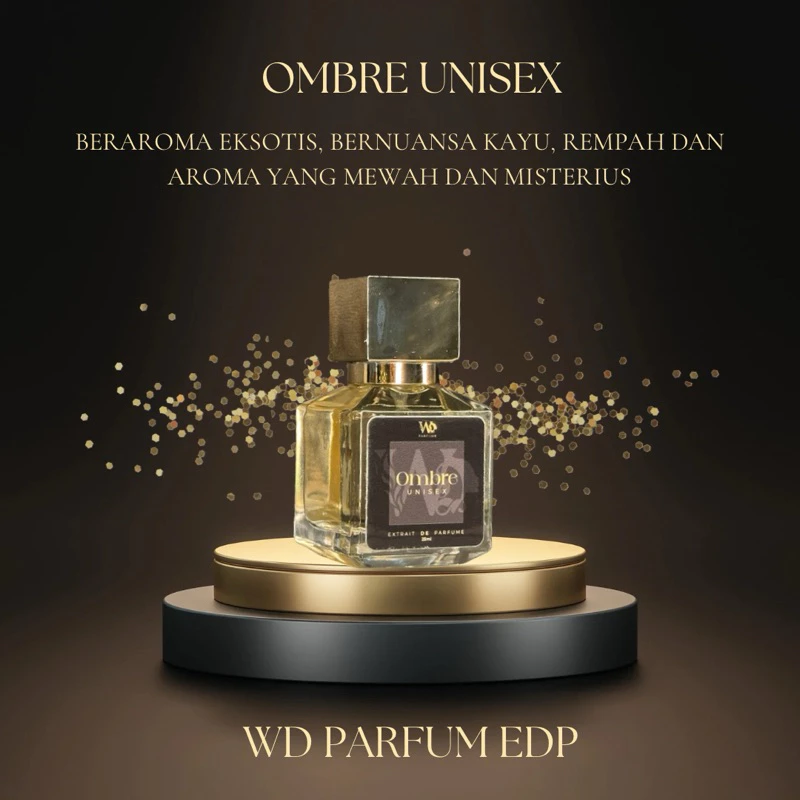 OMBRE UNISEX
BERAROMA EKSOTIS, BERNUANSA KAYU, REMPAH DAN
AROMA YANG MEWAH DAN MISTERIUS
WD
PARFUM
Ombre
UNISEX
EXTRAIT DE PARFUME
WD PARFUM EDP